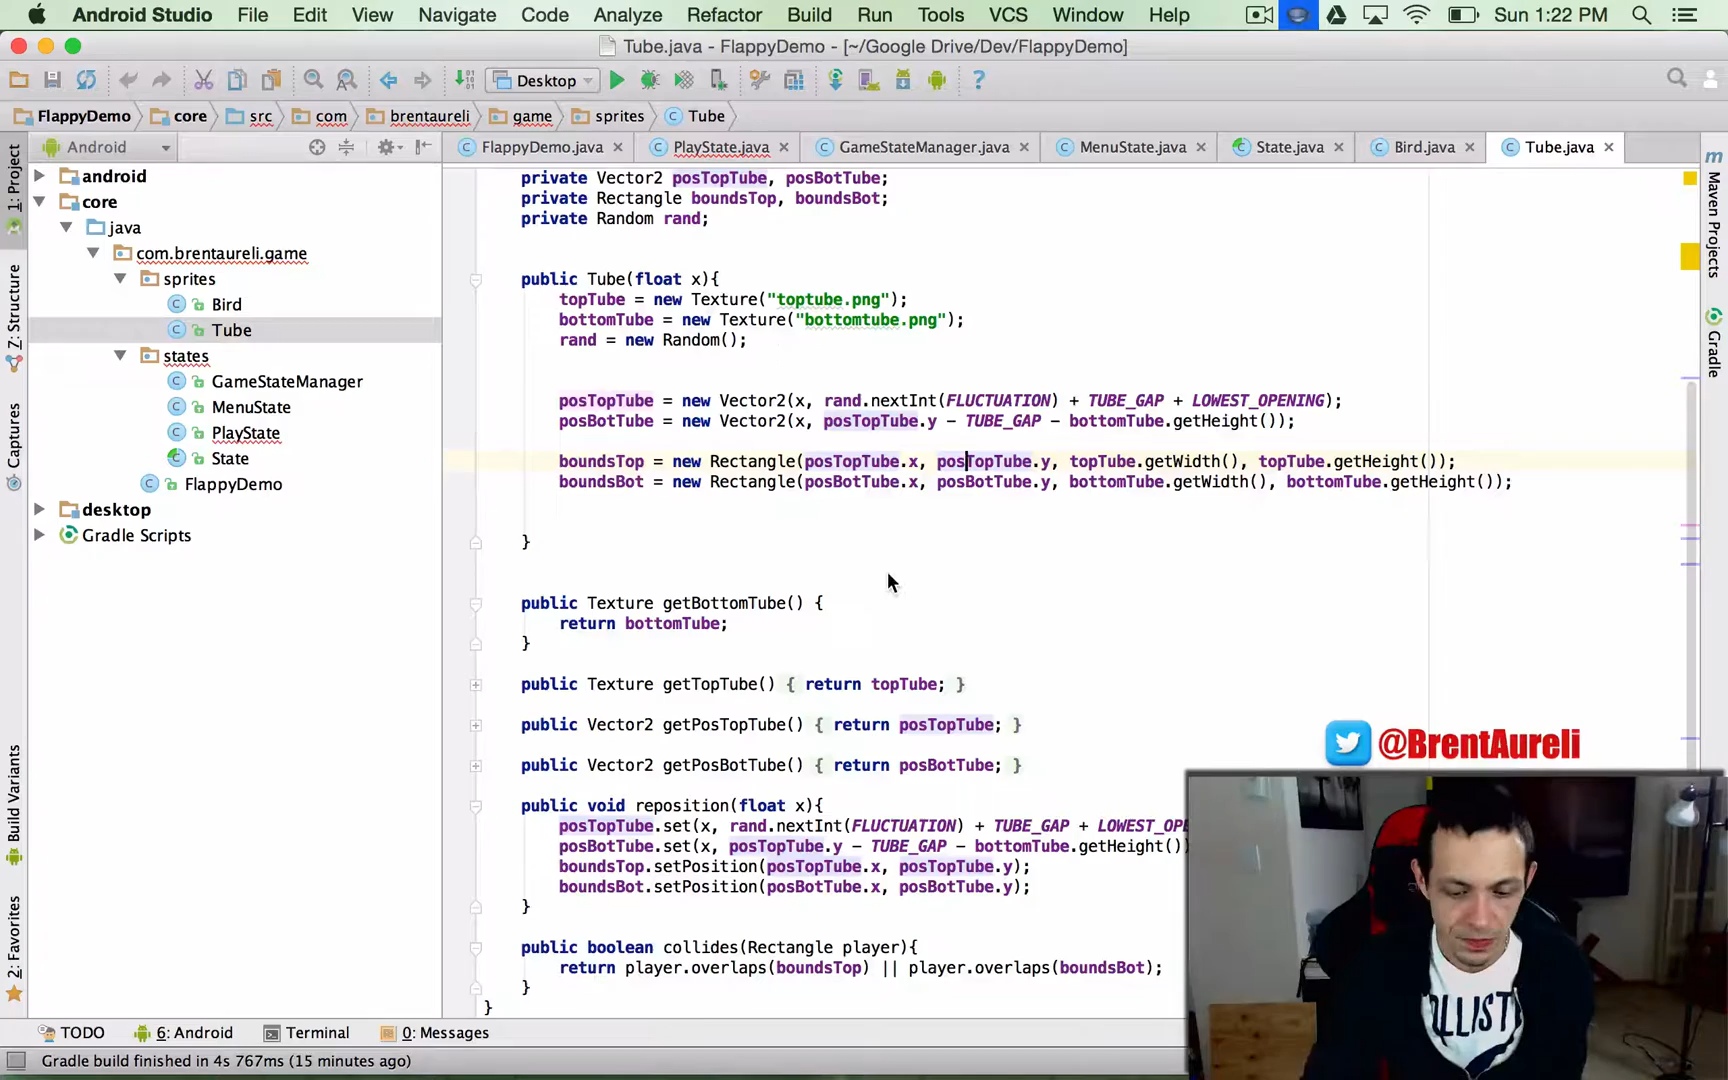 Android Studio File Edit View Navigate Code Analyze Refactor Build Run Tools VCS Window Help Sun 1:22 PM
Tube.java - FlappyDemo - [~/Google Drive/Dev/FlappyDemo]
Desktop
FlappyDemo core src com brentaureli game sprites Tube
Android
FlappyDemo.java PlayState.java GameStateManager.java MenuState.java State.java Bird.java Tube.java
1: Project
Z: Structure
Captures
Build Variants
2: Favorites
android
core
java
com.brentaureli.game
sprites
Bird
Tube
states
GameStateManager
MenuState
PlayState
State
FlappyDemo
desktop
Gradle Scripts
private Vector2 posTopTube, posBotTube;
private Rectangle boundsTop, boundsBot;
private Random rand;
public Tube(float x){
topTube = new Texture("toptube.png");
bottomTube = new Texture("bottomtube.png");
rand = new Random();
posTopTube = new Vector2(x, rand.nextInt(FLUCTUATION) + TUBE_GAP + LOWEST_OPENING);
posBotTube = new Vector2(x, posTopTube.y - TUBE_GAP - bottomTube.getHeight());
boundsTop = new Rectangle(posTopTube.x, posTopTube.y, topTube.getWidth(), topTube.getHeight());
boundsBot = new Rectangle(posBotTube.x, posBotTube.y, bottomTube.getWidth(), bottomTube.getHeight());
}
public Texture getBottomTube() {
return bottomTube;
}
public Texture getTopTube() { return topTube; }
public Vector2 getPosTopTube() { return posTopTube; }
public Vector2 getPosBotTube() { return posBotTube; }
public void reposition(float x){
posTopTube.set(x, rand.nextInt(FLUCTUATION) + TUBE_GAP + LOWEST_OPE
posBotTube.set(x, posTopTube.y - TUBE_GAP - bottomTube.getHeight()
boundsTop.setPosition(posTopTube.x, posTopTube.y);
boundsBot.setPosition(posBotTube.x, posBotTube.y);
}
public boolean collides(Rectangle player){
return player.overlaps(boundsTop) || player.overlaps(boundsBot);
}
}
Maven Projects
Gradle
@BrentAureli
HOLLIST
TODO 6: Android Terminal 0: Messages
Gradle build finished in 4s 767ms (15 minutes ago)